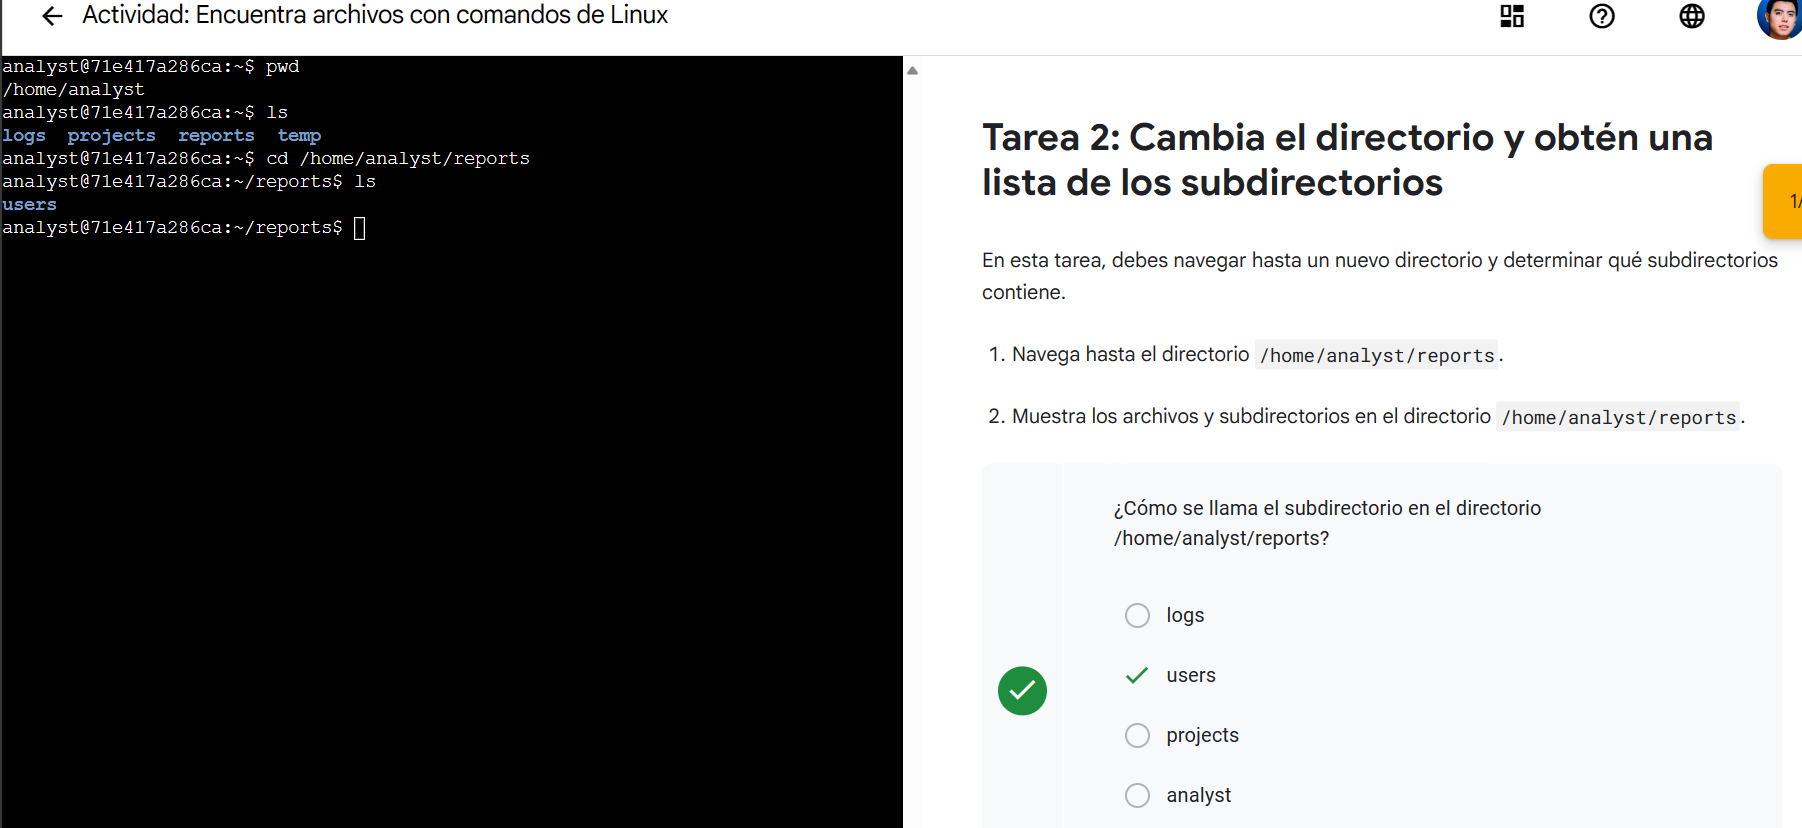 Actividad: Encuentra archivos con comandos de Linux
analyst@71e417a286ca:~$ pwd
/home/analyst
analyst@71e417a286ca:~$ ls
logs projects reports temp
analyst@71e417a286ca:~$ cd /home/analyst/reports
analyst@71e417a286ca:~/reports$ ls
users
analyst@71e417a286ca:~/reports$
Tarea 2: Cambia el directorio y obtén una
lista de los subdirectorios
1/
En esta tarea, debes navegar hasta un nuevo directorio y determinar qué subdirectorios
contiene.
1. Navega hasta el directorio /home/analyst/reports.
2. Muestra los archivos y subdirectorios en el directorio /home/analyst/reports.
¿Cómo se llama el subdirectorio en el directorio
/home/analyst/reports?
logs
users
projects
analyst